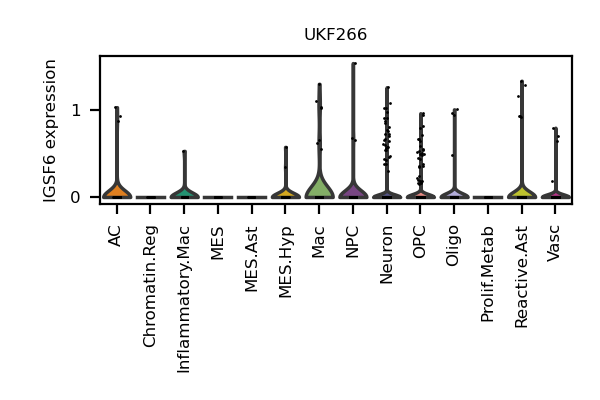 UKF266
IGSF6 expression
1
0
AC
Chromatin.Reg
Inflammatory.Mac
MES
MES.Ast
MES.Hyp
Mac
NPC
Neuron
OPC
Oligo
Prolif.Metab
Reactive.Ast
Vasc